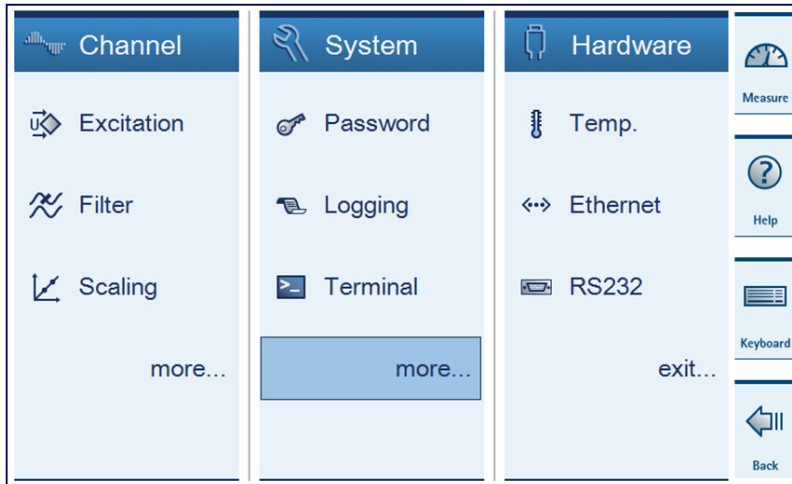 Channel
Excitation
Filter
Scaling
more...
System
Password
Logging
Terminal
more...
Hardware
Temp.
Ethernet
RS232
exit...
Measure
Help
Keyboard
Back